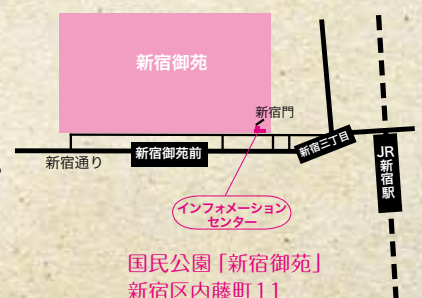 新宿御苑
新宿門
新宿三丁目
JR新宿駅
新宿御苑前
新宿通り
インフォメーション
センター
国民公園「新宿御苑」
新宿区内藤町11